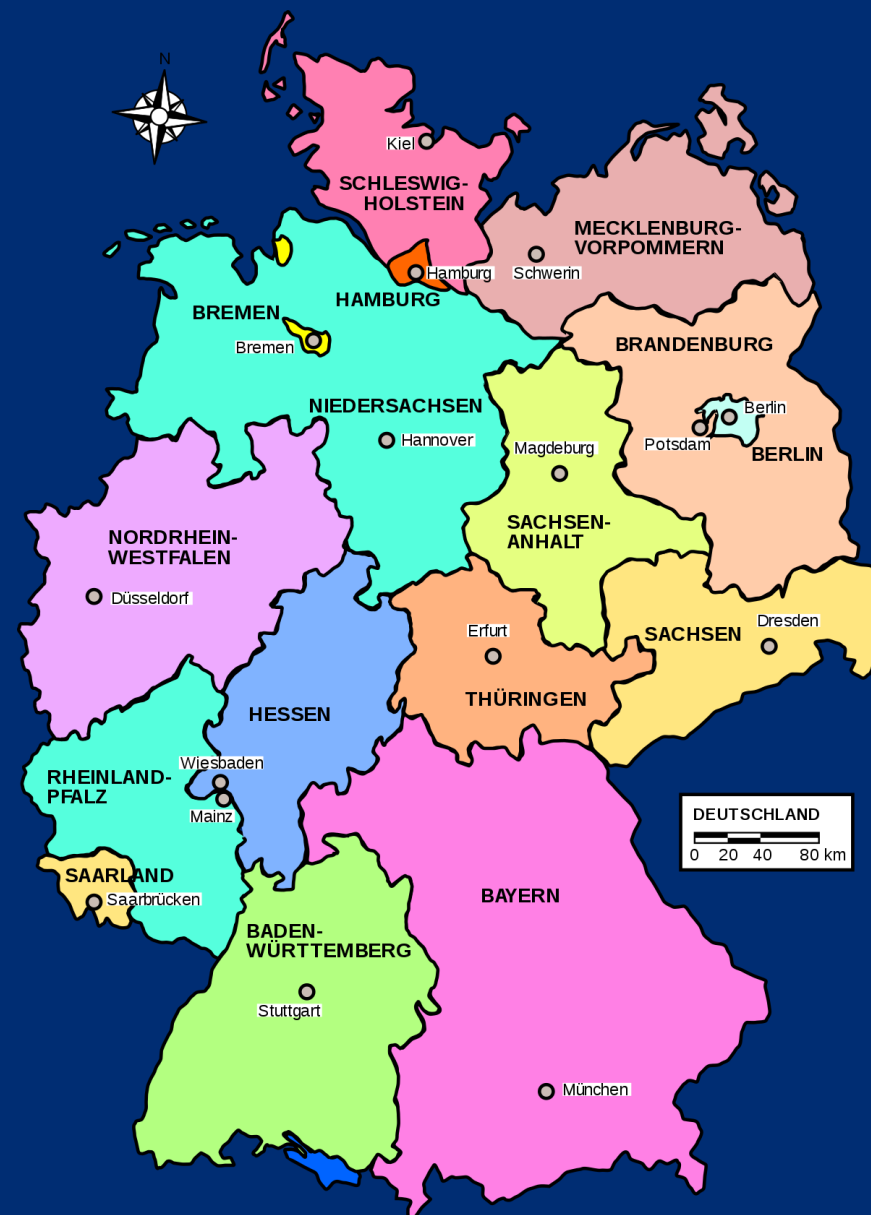 N
Kiel
SCHLESWIG-
HOLSTEIN
MECKLENBURG-
VORPOMMERN
Hamburg
Schwerin
HAMBURG
BREMEN
Bremen
BRANDENBURG
NIEDERSACHSEN
Berlin
Hannover
Potsdam
Magdeburg
BERLIN
SACHSEN-
ANHALT
NORDRHEIN-
WESTFALEN
Düsseldorf
Dresden
Erfurt
SACHSEN
THÜRINGEN
HESSEN
Wiesbaden
RHEINLAND-
PFALZ
Mainz
DEUTSCHLAND
0 20 40 80 km
SAARLAND
Saarbrücken
BAYERN
BADEN-
WÜRTTEMBERG
Stuttgart
München